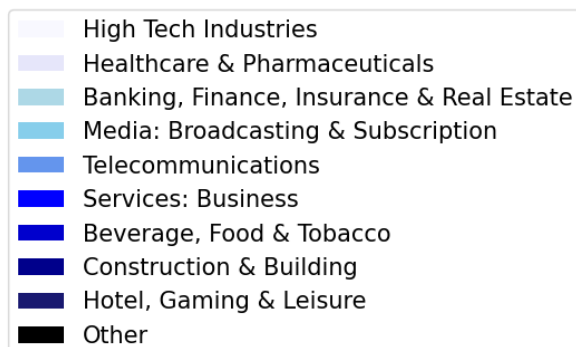 High Tech Industries
Healthcare & Pharmaceuticals
Banking, Finance, Insurance & Real Estate
Media: Broadcasting & Subscription
Telecommunications
Services: Business
Beverage, Food & Tobacco
Construction & Building
Hotel, Gaming & Leisure
Other